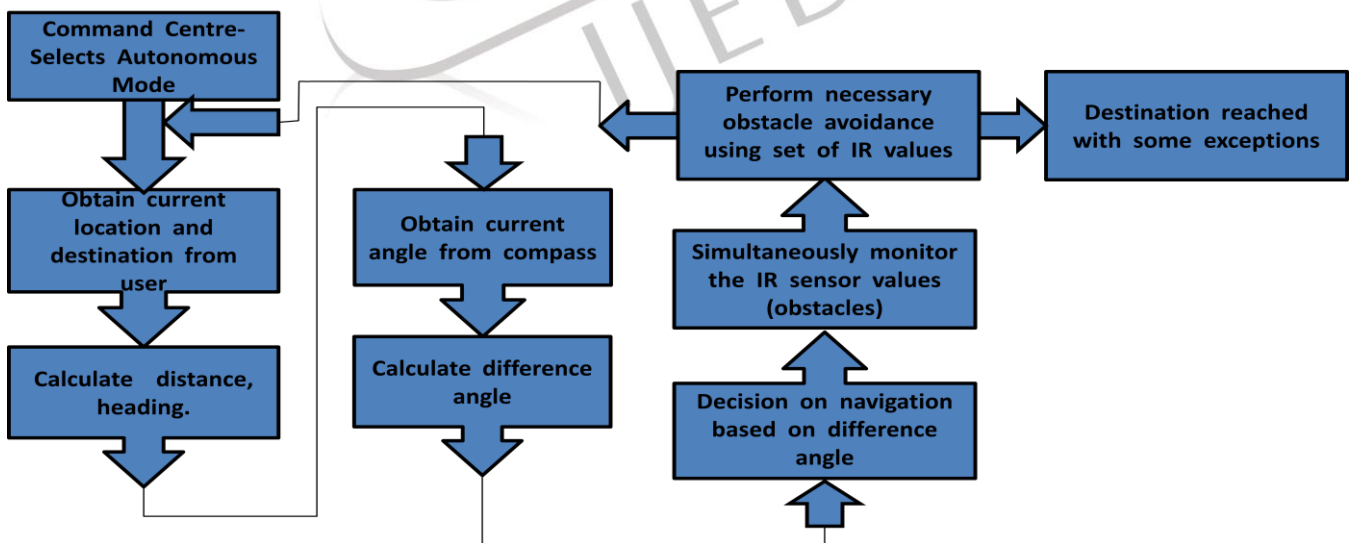 Command Centre-
Selects Autonomous
Mode
Obtain current
location and
destination from
user
Calculate distance,
heading.
Obtain current
angle from compass
Calculate difference
angle
Perform necessary
obstacle avoidance
using set of IR values
Simultaneously monitor
the IR sensor values
(obstacles)
Decision on navigation
based on difference
angle
Destination reached
with some exceptions